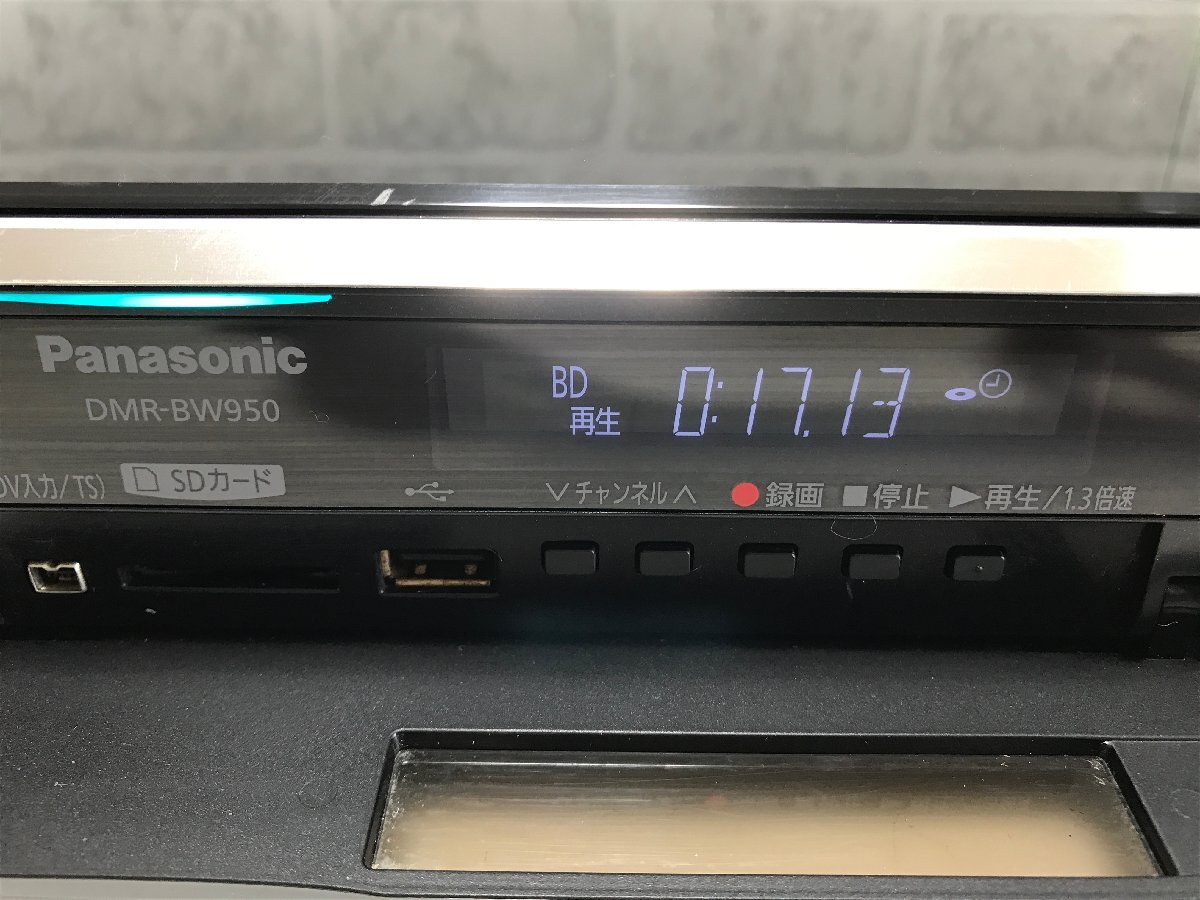 Panasonic
DMR-BW950
BD
再生
0:17.13
DV入力/TS)
SDカード
∨チャンネル∧
●録画 ■停止 ▶再生/1.3倍速